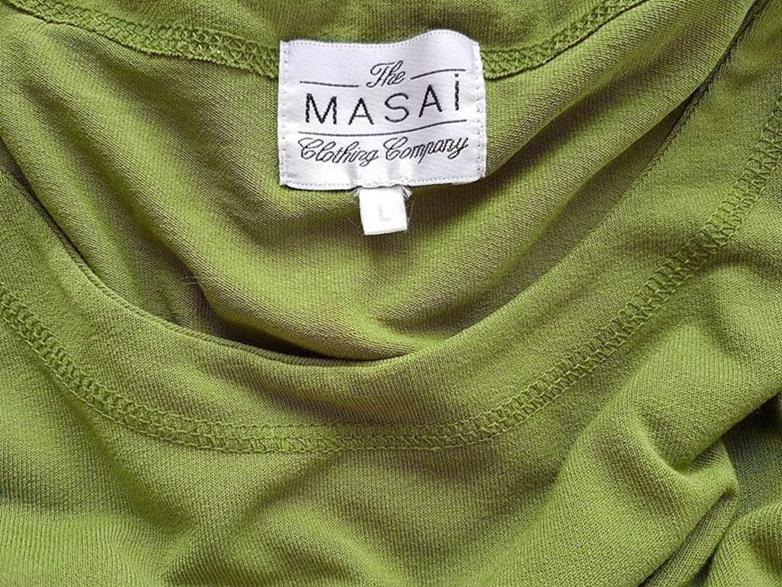 The
MASAi
Clothing Company
L